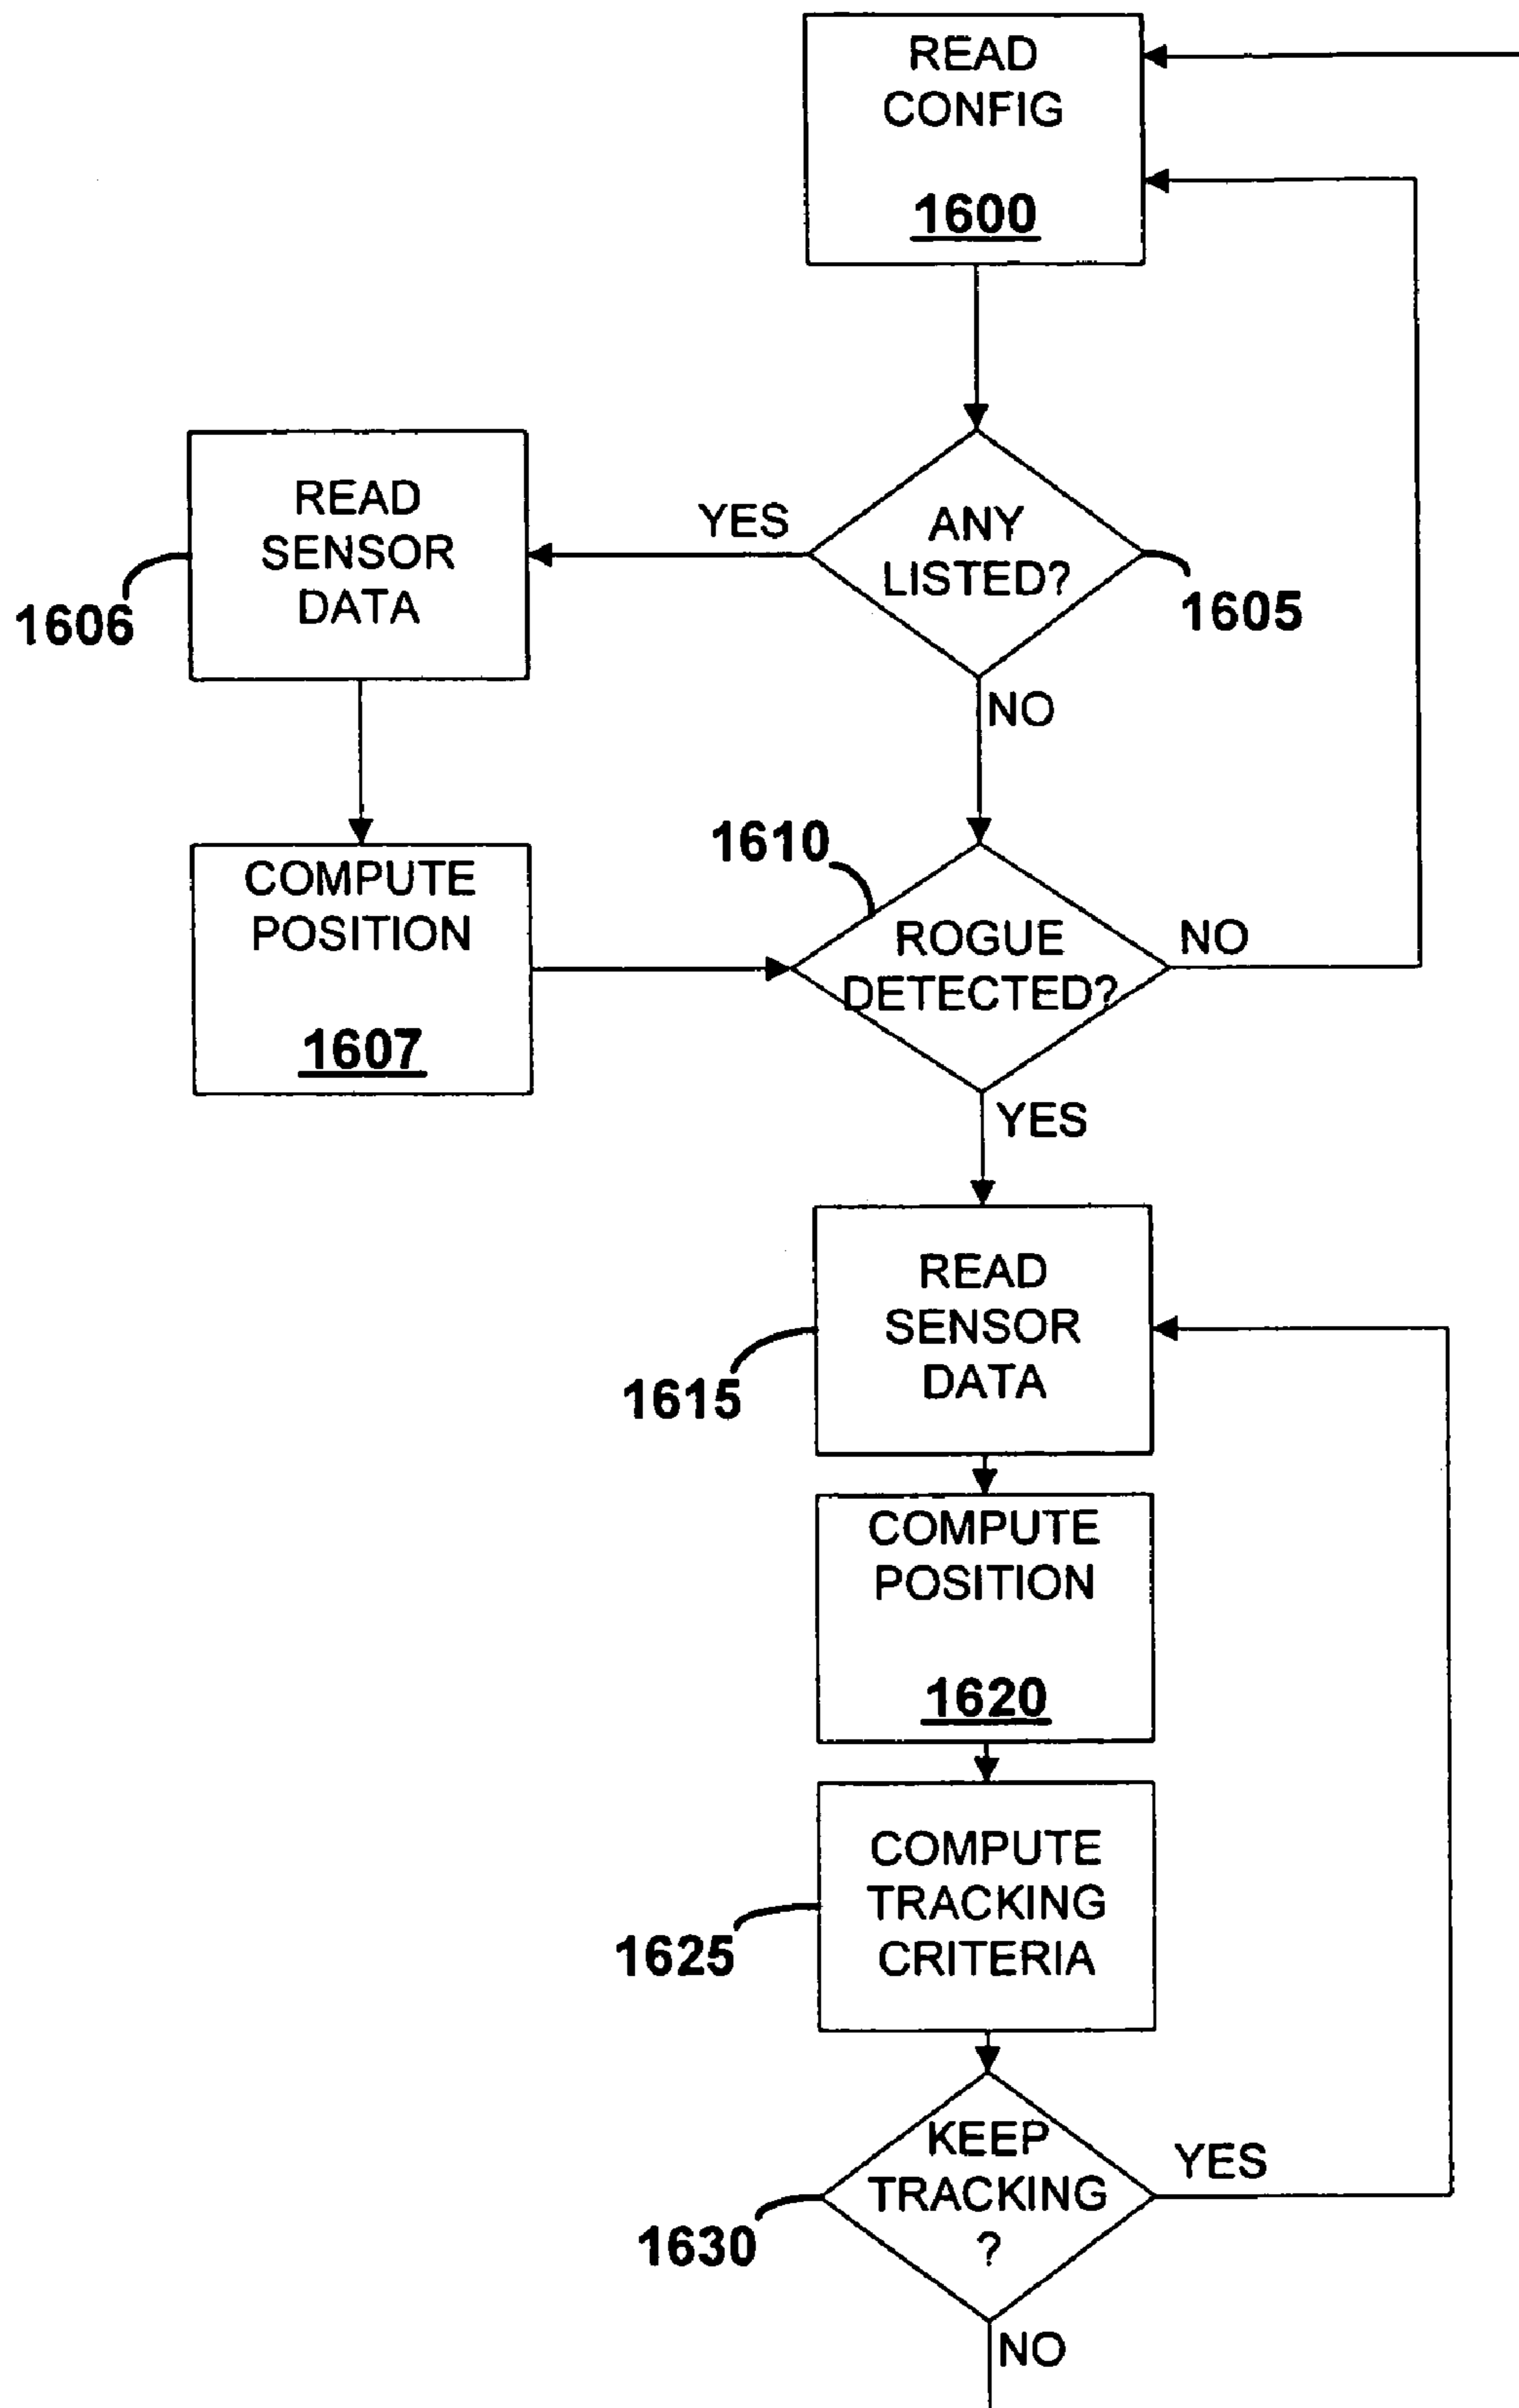 READ
CONFIG
1600
READ
SENSOR
DATA
1606
YES
ANY
LISTED?
1605
NO
COMPUTE
POSITION
1607
1610
ROGUE
DETECTED?
NO
YES
READ
SENSOR
DATA
1615
COMPUTE
POSITION
1620
COMPUTE
TRACKING
CRITERIA
1625
KEEP
TRACKING
?
YES
1630
NO